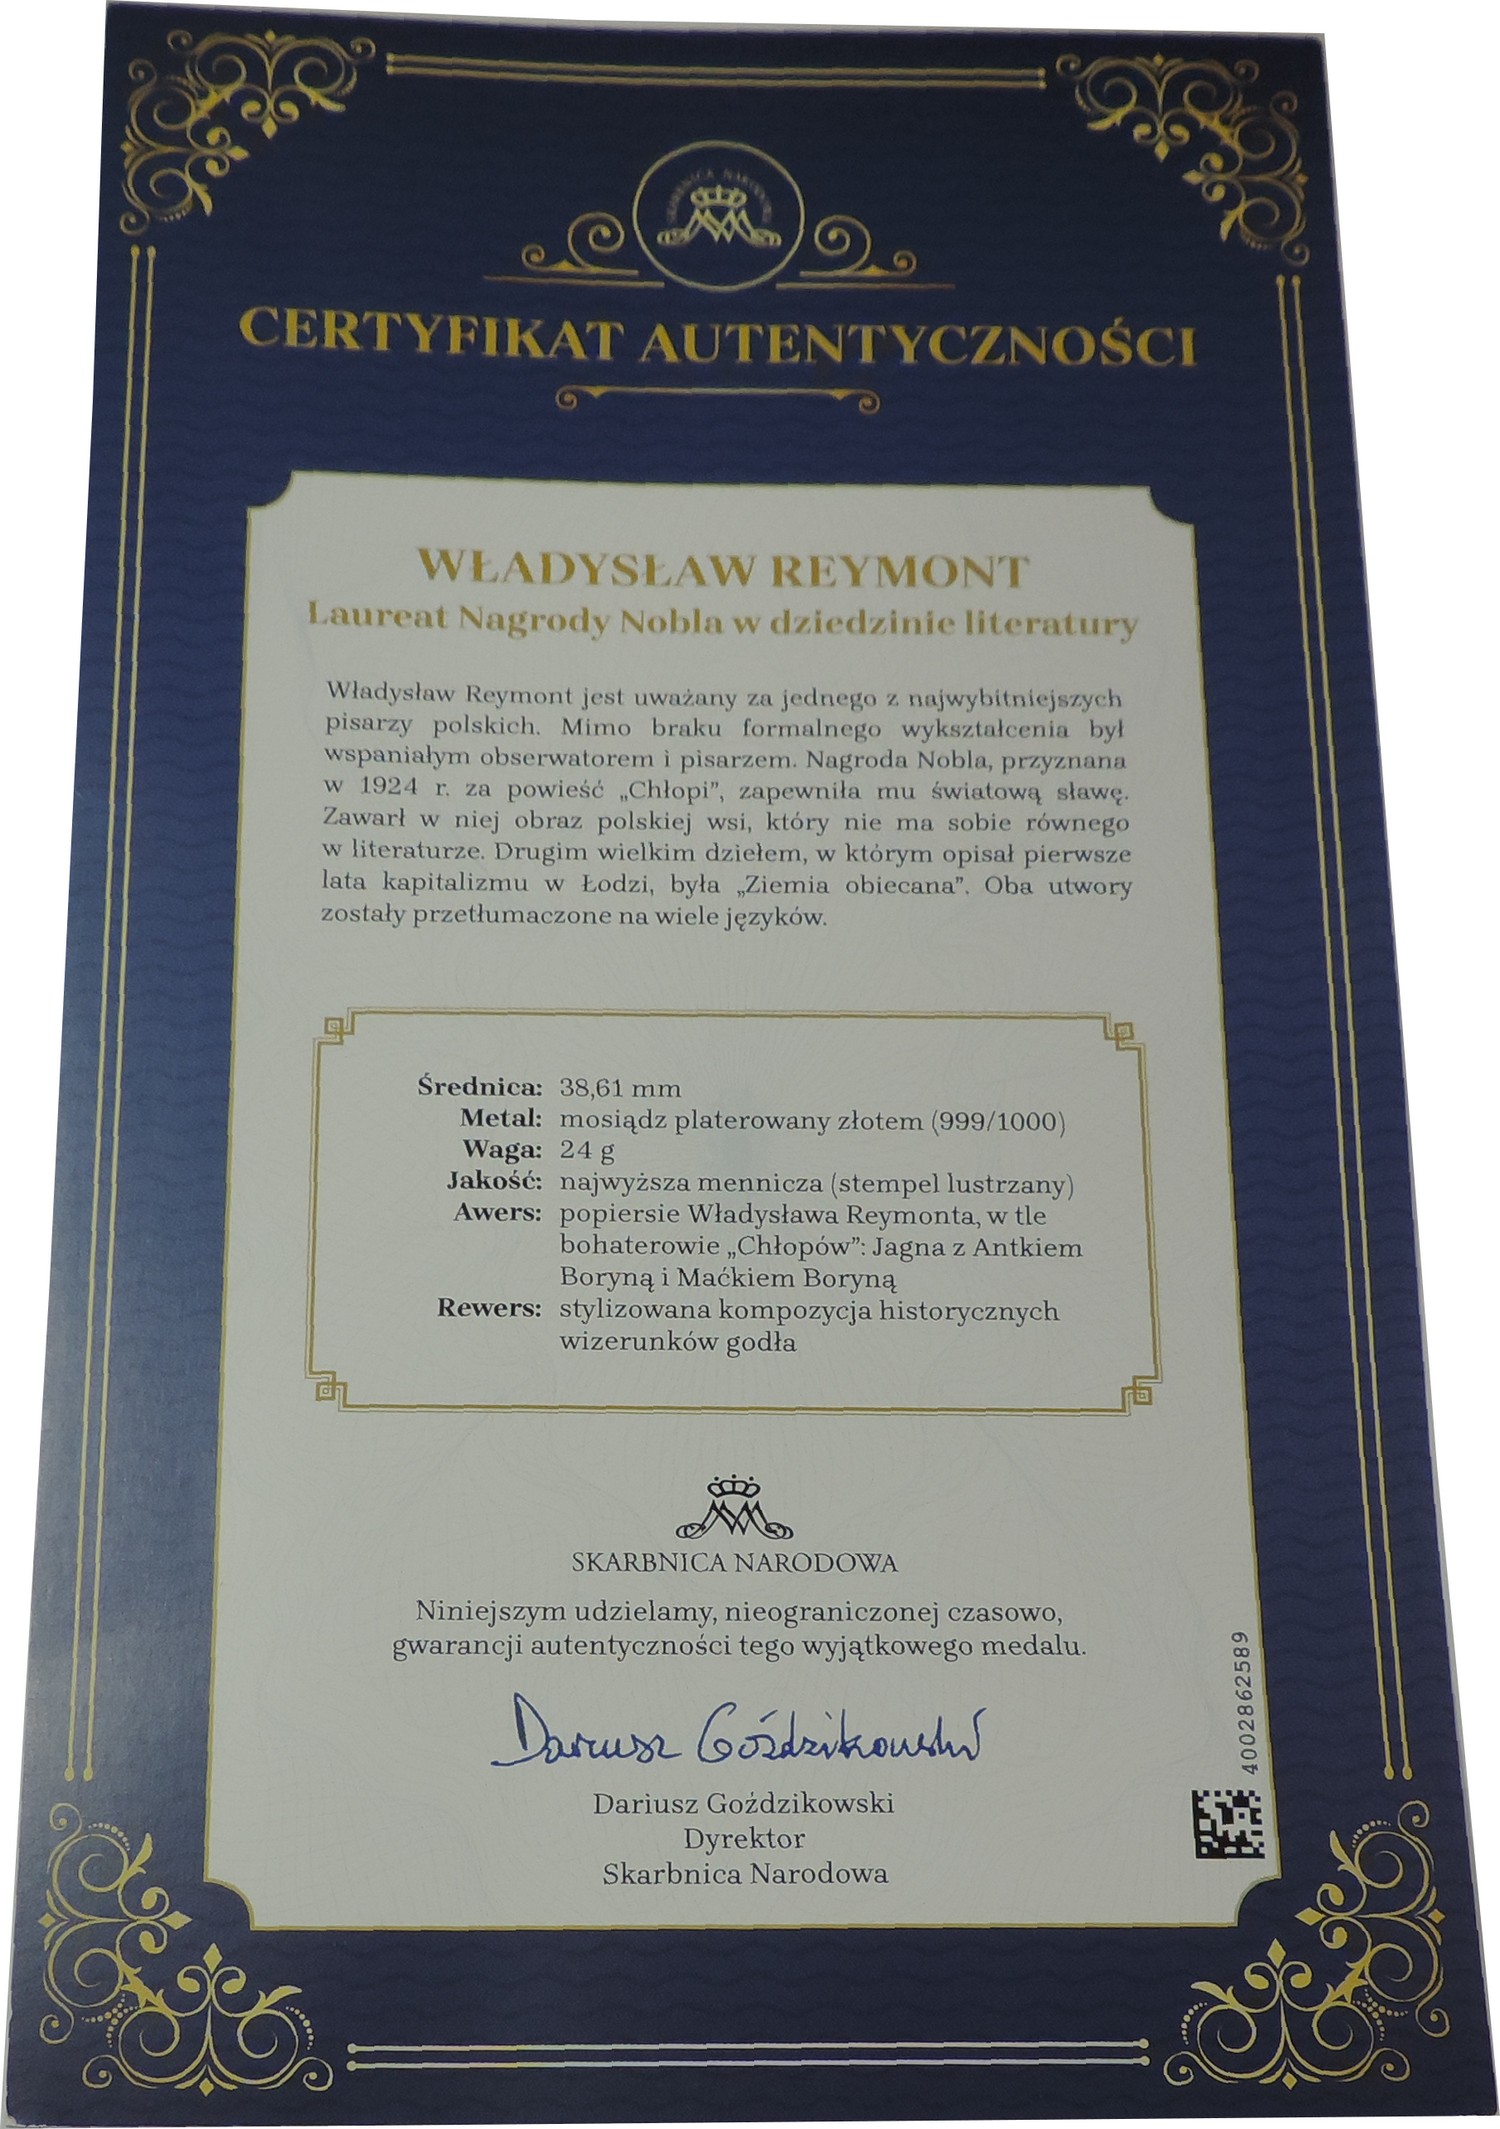 SKARBNICA NARODOWA
CERTYFIKAT AUTENTYCZNOŚCI
WŁADYSŁAW REYMONT
Laureat Nagrody Nobla w dziedzinie literatury
Władysław Reymont jest uważany za jednego z najwybitniejszych
pisarzy polskich. Mimo braku formalnego wykształcenia był
wspaniałym obserwatorem i pisarzem. Nagroda Nobla, przyznana
w 1924 r. za powieść „Chłopi”, zapewniła mu światową sławę.
Zawarł w niej obraz polskiej wsi, który nie ma sobie równego
w literaturze. Drugim wielkim dziełem, w którym opisał pierwsze
lata kapitalizmu w Łodzi, była „Ziemia obiecana”. Oba utwory
zostały przetłumaczone na wiele języków.
Średnica: 38,61 mm
Metal: mosiądz platerowany złotem (999/1000)
Waga: 24 g
Jakość: najwyższa mennicza (stempel lustrzany)
Awers: popiersie Władysława Reymonta, w tle
bohaterowie „Chłopów”: Jagna z Antkiem
Boryną i Maćkiem Boryną
Rewers: stylizowana kompozycja historycznych
wizerunków godła
SKARBNICA NARODOWA
Niniejszym udzielamy, nieograniczonej czasowo,
gwarancji autentyczności tego wyjątkowego medalu.
Dariusz Goździkowski
Dariusz Goździkowski
Dyrektor
Skarbnica Narodowa
4002862589